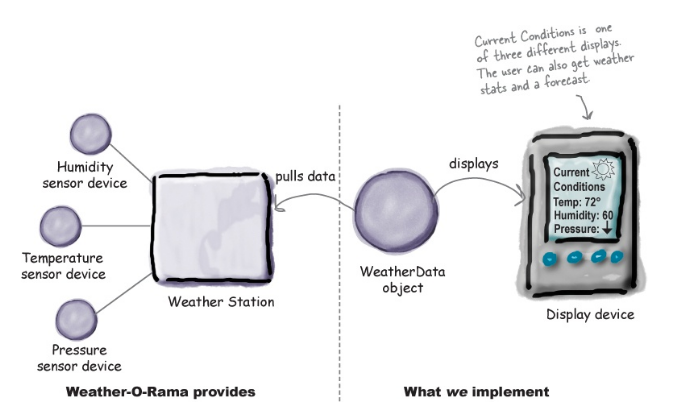 Current Conditions is one
of three different displays.
The user can also get weather
stats and a forecast.
Humidity
sensor device
Temperature
sensor device
Pressure
sensor device
Weather Station
pulls data
WeatherData
object
displays
Current
Conditions
Temp: 72°
Humidity: 60
Pressure:
Display device
Weather-O-Rama provides
What we implement